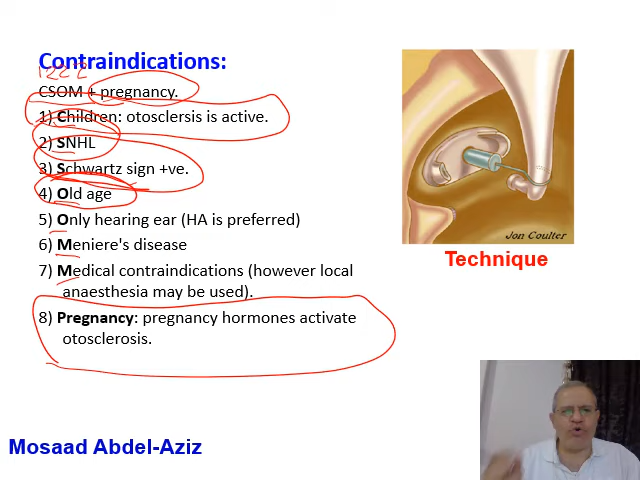 Contraindications:
1222
CSOM + pregnancy.
1) Children: otosclersis is active.
2) SNHL
3) Schwartz sign +ve.
4) Old age
5) Only hearing ear (HA is preferred)
6) Meniere's disease
7) Medical contraindications (however local
anaesthesia may be used).
8) Pregnancy: pregnancy hormones activate
otosclerosis.
Jon Coulter
Technique
Mosaad Abdel-Aziz